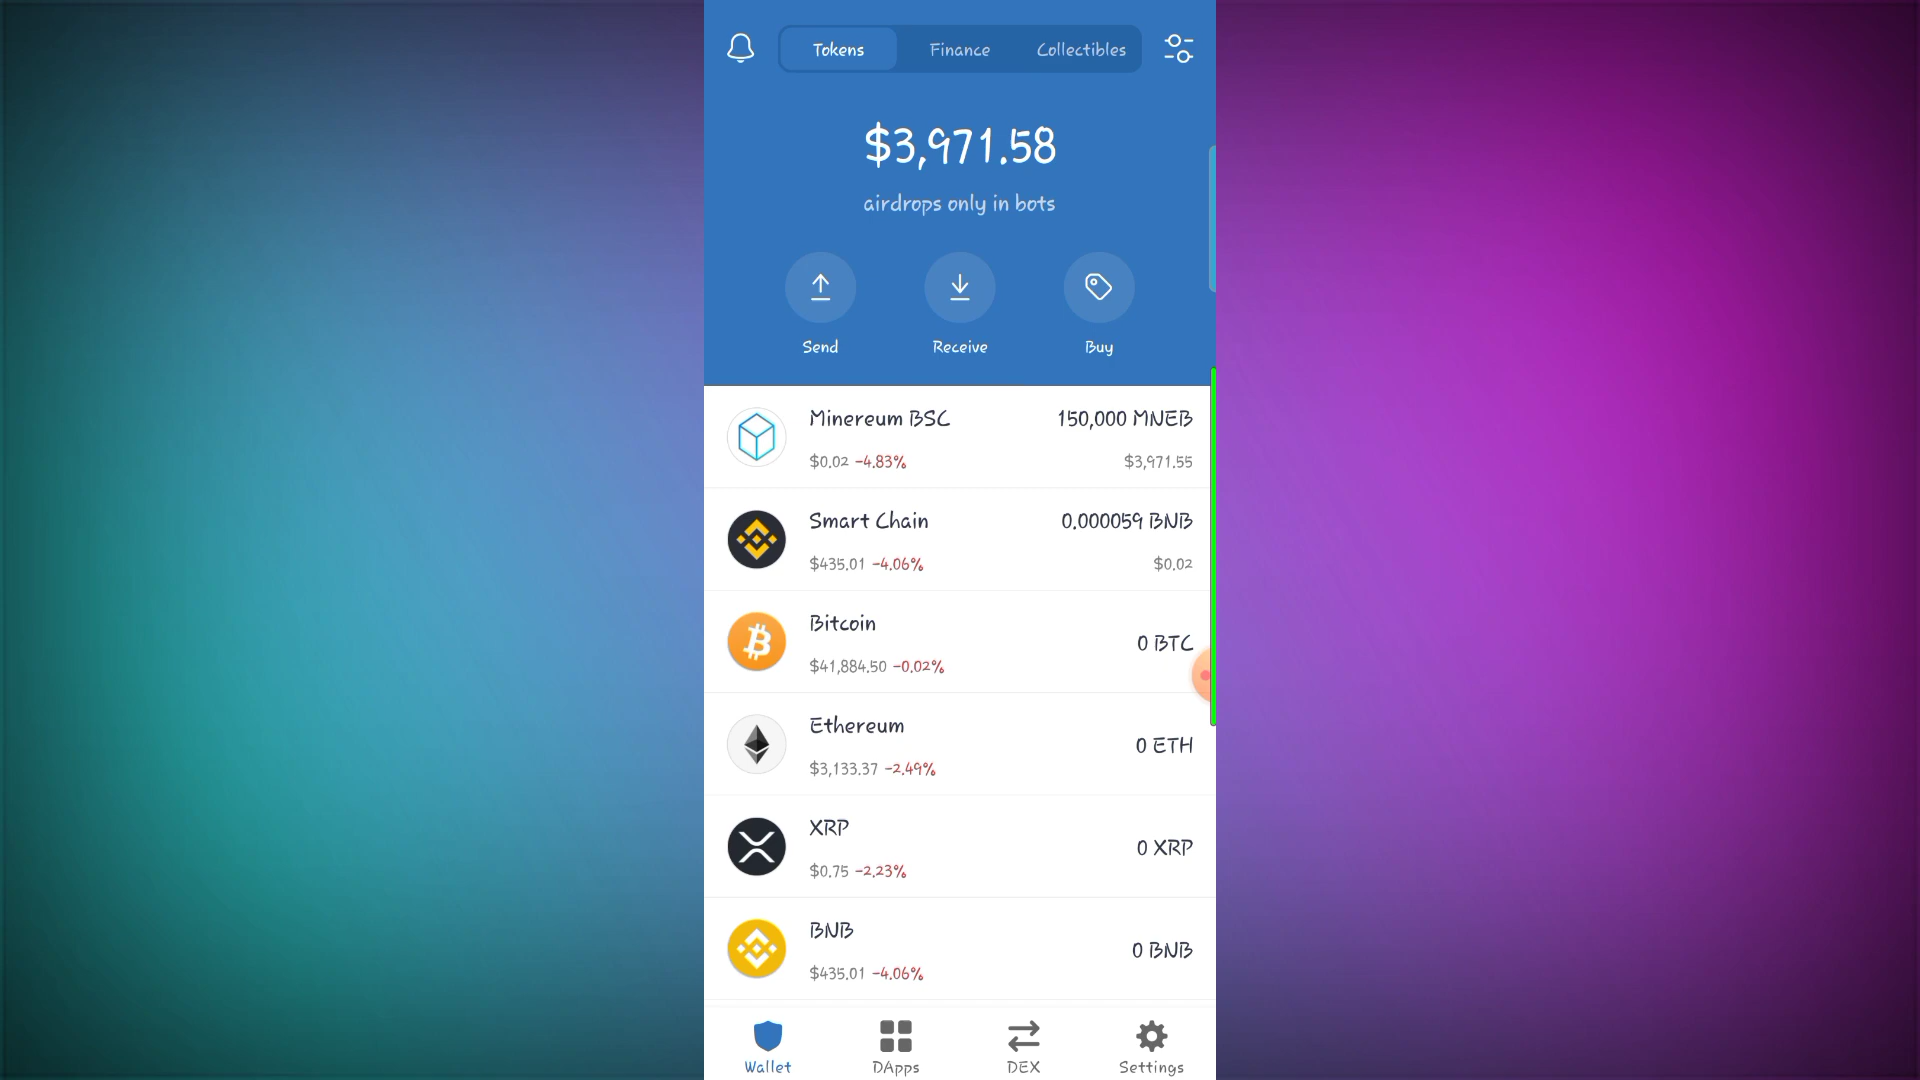 Tokens Finance Collectibles
$3,971.58
airdrops only in bots
Send Receive Buy
Minereum BSC 150,000 MNEB
$0.02 -4.83% $3,971.55
Smart Chain 0.000059 BNB
$435.01 -4.06% $0.02
Bitcoin
0 BTC
$41,884.50 -0.02%
Ethereum
0 ETH
$3,133.37 -2.49%
XRP
0 XRP
$0.75 -2.23%
BNB
0 BNB
$435.01 -4.06%
Wallet DApps DEX Settings